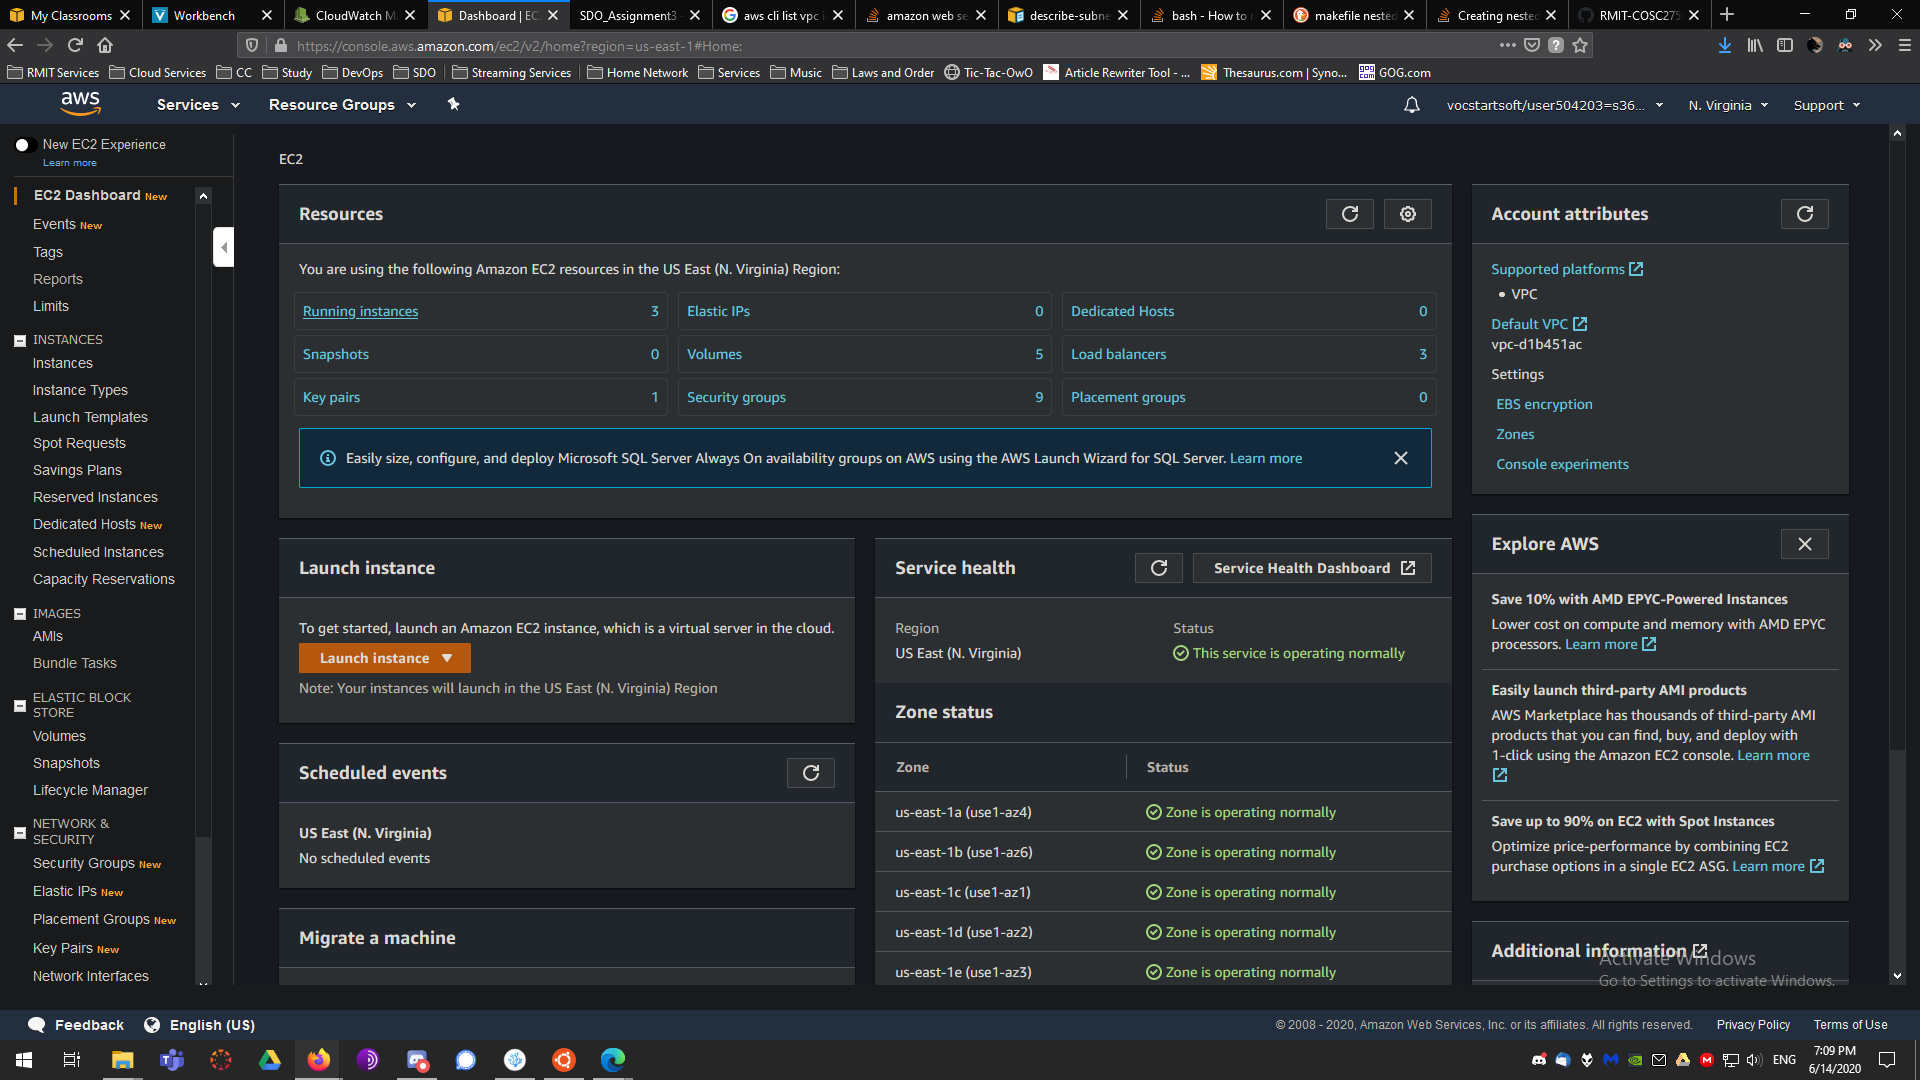 My Classrooms
Workbench
CloudWatch M
Dashboard | EC
SDO_Assignment3 -
aws cli list vpc i
amazon web se
describe-subne
bash - How to r
makefile nested
Creating nested
RMIT-COSC275
https://console.aws.amazon.com/ec2/v2/home?region=us-east-1#Home:
RMIT Services
Cloud Services
CC
Study
DevOps
SDO
Streaming Services
Home Network
Services
Music
Laws and Order
Tic-Tac-OwO
Article Rewriter Tool - ...
Thesaurus.com | Syno...
GOG.com
aws
Services
Resource Groups
vocstartsoft/user504203=s36...
N. Virginia
Support
New EC2 Experience
Learn more
EC2 Dashboard New
Events New
Tags
Reports
Limits
INSTANCES
Instances
Instance Types
Launch Templates
Spot Requests
Savings Plans
Reserved Instances
Dedicated Hosts New
Scheduled Instances
Capacity Reservations
IMAGES
AMIs
Bundle Tasks
ELASTIC BLOCK
STORE
Volumes
Snapshots
Lifecycle Manager
NETWORK &
SECURITY
Security Groups New
Elastic IPs New
Placement Groups New
Key Pairs New
Network Interfaces
EC2
Resources
You are using the following Amazon EC2 resources in the US East (N. Virginia) Region:
Running instances 3
Elastic IPs 0
Dedicated Hosts 0
Snapshots 0
Volumes 5
Load balancers 3
Key pairs 1
Security groups 9
Placement groups 0
Easily size, configure, and deploy Microsoft SQL Server Always On availability groups on AWS using the AWS Launch Wizard for SQL Server. Learn more
Launch instance
To get started, launch an Amazon EC2 instance, which is a virtual server in the cloud.
Launch instance
Note: Your instances will launch in the US East (N. Virginia) Region
Scheduled events
US East (N. Virginia)
No scheduled events
Migrate a machine
Service health
Service Health Dashboard
Region
US East (N. Virginia)
Status
This service is operating normally
Zone status
Zone Status
us-east-1a (use1-az4) Zone is operating normally
us-east-1b (use1-az6) Zone is operating normally
us-east-1c (use1-az1) Zone is operating normally
us-east-1d (use1-az2) Zone is operating normally
us-east-1e (use1-az3) Zone is operating normally
Account attributes
Supported platforms
• VPC
Default VPC
vpc-d1b451ac
Settings
EBS encryption
Zones
Console experiments
Explore AWS
Save 10% with AMD EPYC-Powered Instances
Lower cost on compute and memory with AMD EPYC
processors. Learn more
Easily launch third-party AMI products
AWS Marketplace has thousands of third-party AMI
products that you can find, buy, and deploy with
1-click using the Amazon EC2 console. Learn more
Save up to 90% on EC2 with Spot Instances
Optimize price-performance by combining EC2
purchase options in a single EC2 ASG. Learn more
Additional information
Activate Windows
Go to Settings to activate Windows.
Feedback
English (US)
© 2008 - 2020, Amazon Web Services, Inc. or its affiliates. All rights reserved.
Privacy Policy
Terms of Use
ENG
7:09 PM
6/14/2020